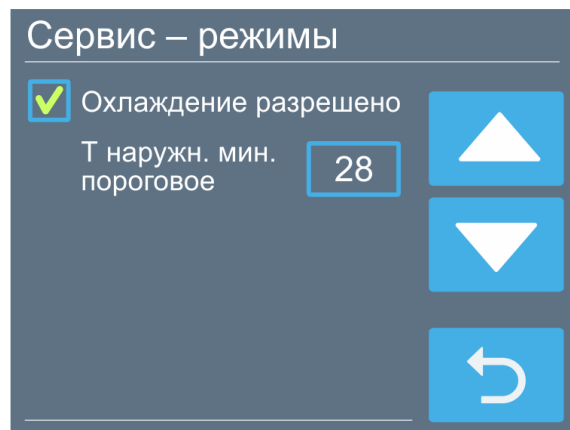 Сервис – режимы
Охлаждение разрешено
Т наружн. мин.
пороговое
28